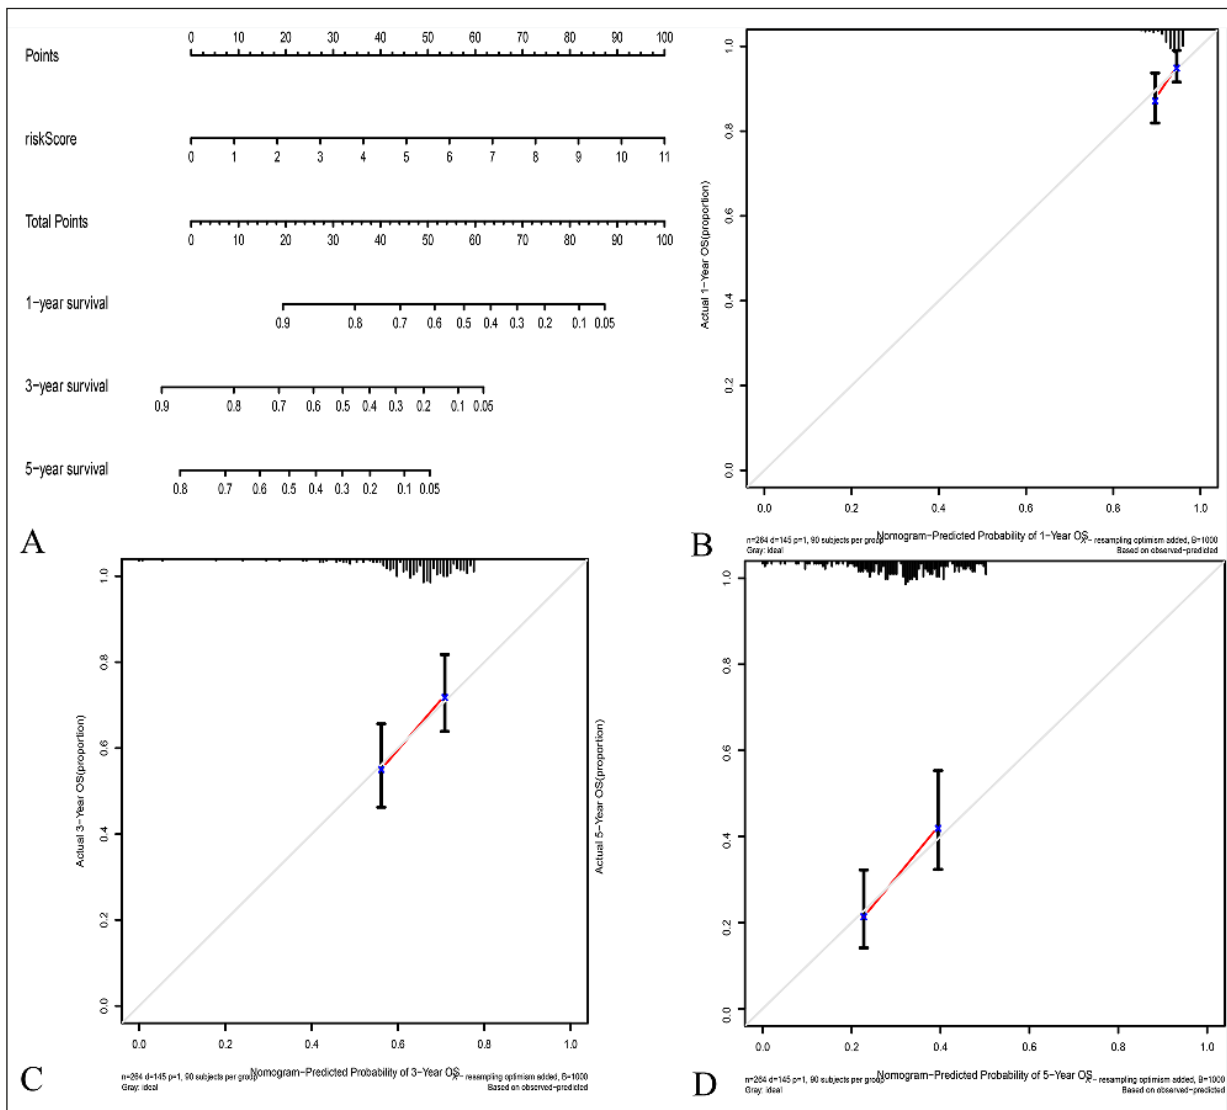 Points
0 10 20 30 40 50 60 70 80 90 100
riskScore
0 1 2 3 4 5 6 7 8 9 10 11
Total Points
0 10 20 30 40 50 60 70 80 90 100
1-year survival
0.9 0.8 0.7 0.6 0.5 0.4 0.3 0.2 0.1 0.05
3-year survival
0.9 0.8 0.7 0.6 0.5 0.4 0.3 0.2 0.1 0.05
5-year survival
0.8 0.7 0.6 0.5 0.4 0.3 0.2 0.1 0.05
A
Actual 1-Year OS(proportion)
1.0
0.8
0.6
0.4
0.2
0.0
0.0 0.2 0.4 0.6 0.8 1.0
Nomogram-Predicted Probability of 1-Year OS
n=264 d=145 p=1, 90 subjects per group
Gray: ideal
X - resampling optimism added, B=1000
Based on observed-predicted
B
Actual 3-Year OS(proportion)
1.0
0.8
0.6
0.4
0.2
0.0
0.0 0.2 0.4 0.6 0.8 1.0
Nomogram-Predicted Probability of 3-Year OS
n=264 d=145 p=1, 90 subjects per group
Gray: ideal
X - resampling optimism added, B=1000
Based on observed-predicted
C
Actual 5-Year OS(proportion)
1.0
0.8
0.6
0.4
0.2
0.0
0.0 0.2 0.4 0.6 0.8 1.0
Nomogram-Predicted Probability of 5-Year OS
n=264 d=145 p=1, 90 subjects per group
Gray: ideal
X - resampling optimism added, B=1000
Based on observed-predicted
D